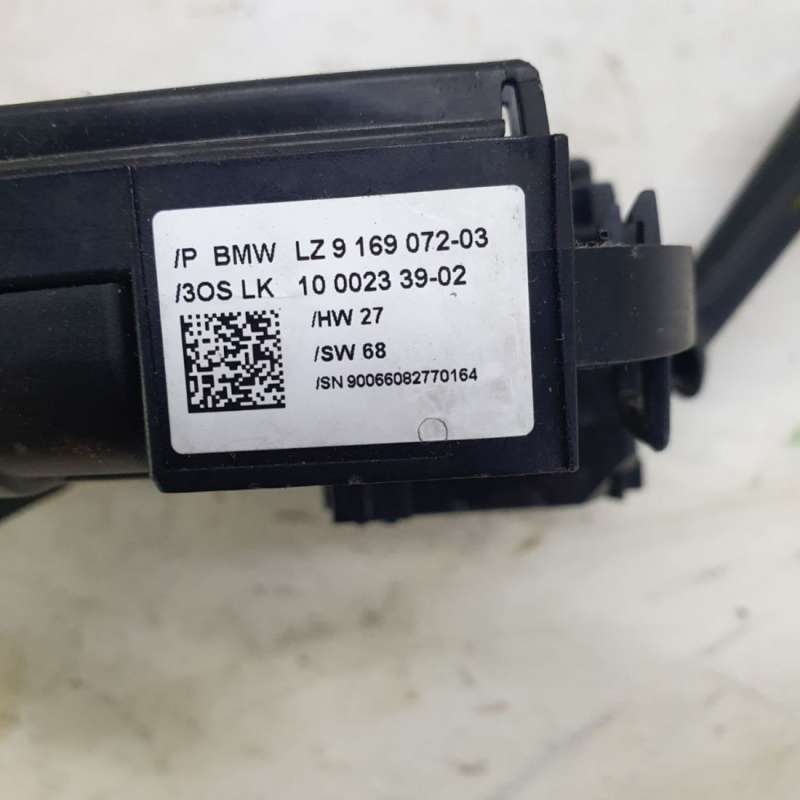 /P BMW LZ 9 169 072-03
/3OS LK 10 0023 39-02
/HW 27
/SW 68
/SN 90066082770164